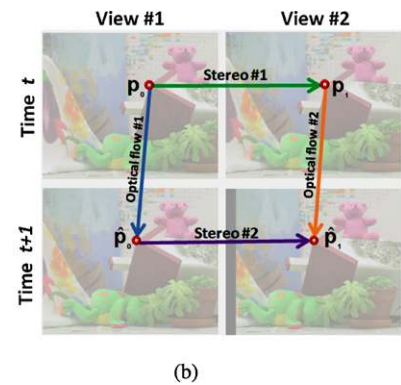 View #1 View #2
Time t
p₀ Stereo #1 p₁
Optical flow #1
Optical flow #2
Time t+1
p̂₀ Stereo #2 p̂₁
(b)